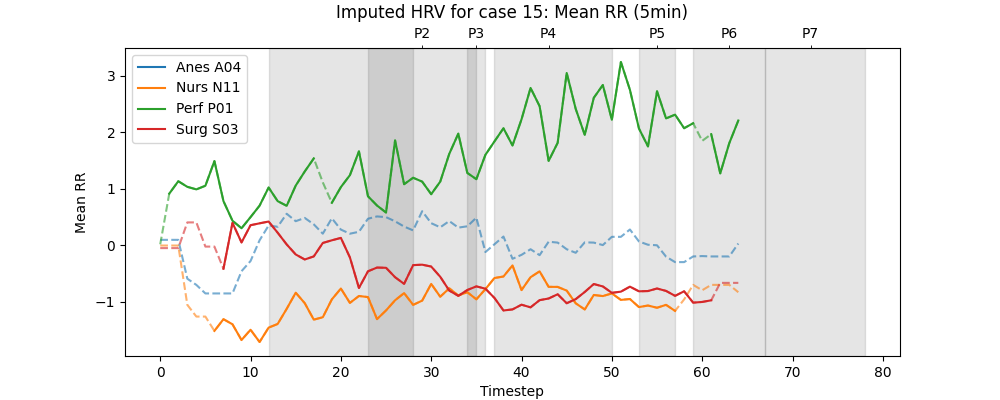 Imputed HRV for case 15: Mean RR (5min)
P2 P3 P4 P5 P6 P7
Anes A04
Nurs N11
Perf P01
Surg S03
Mean RR
3
2
1
0
−1
0 10 20 30 40 50 60 70 80
Timestep